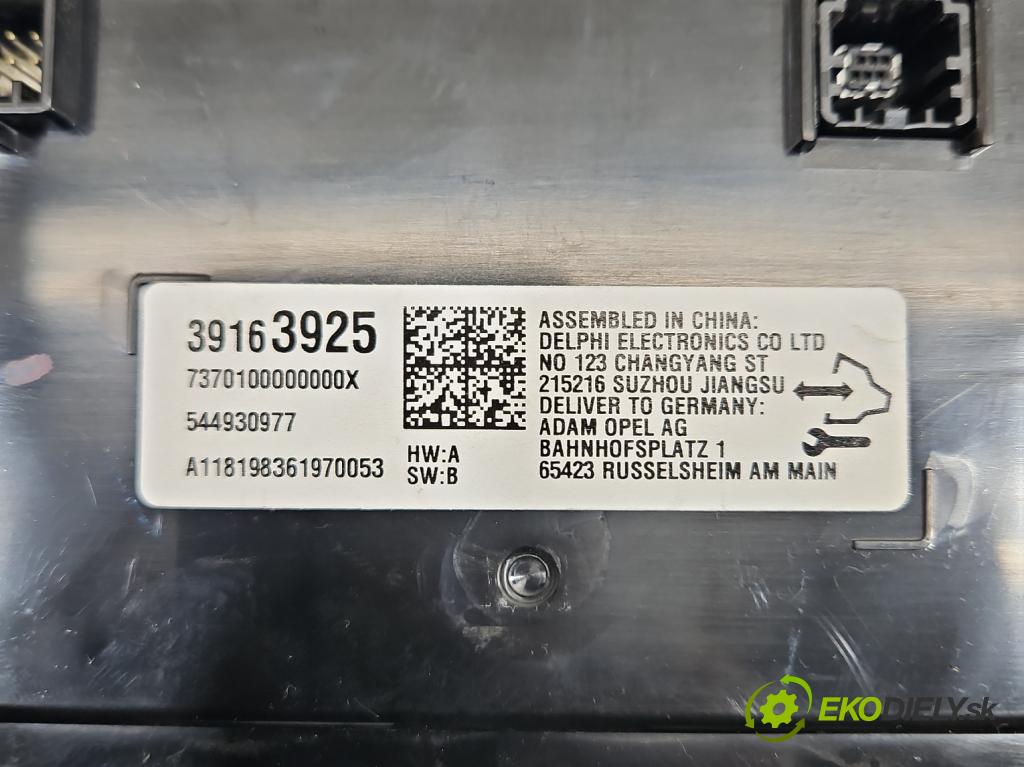 39163925
7370100000000X
544930977
A118198361970053
HW:A
SW:B
ASSEMBLED IN CHINA:
DELPHI ELECTRONICS CO LTD
NO 123 CHANGYANG ST
215216 SUZHOU JIANGSU
DELIVER TO GERMANY:
ADAM OPEL AG
BAHNHOFSPLATZ 1
65423 RUSSELSHEIM AM MAIN
EKODIELY.sk